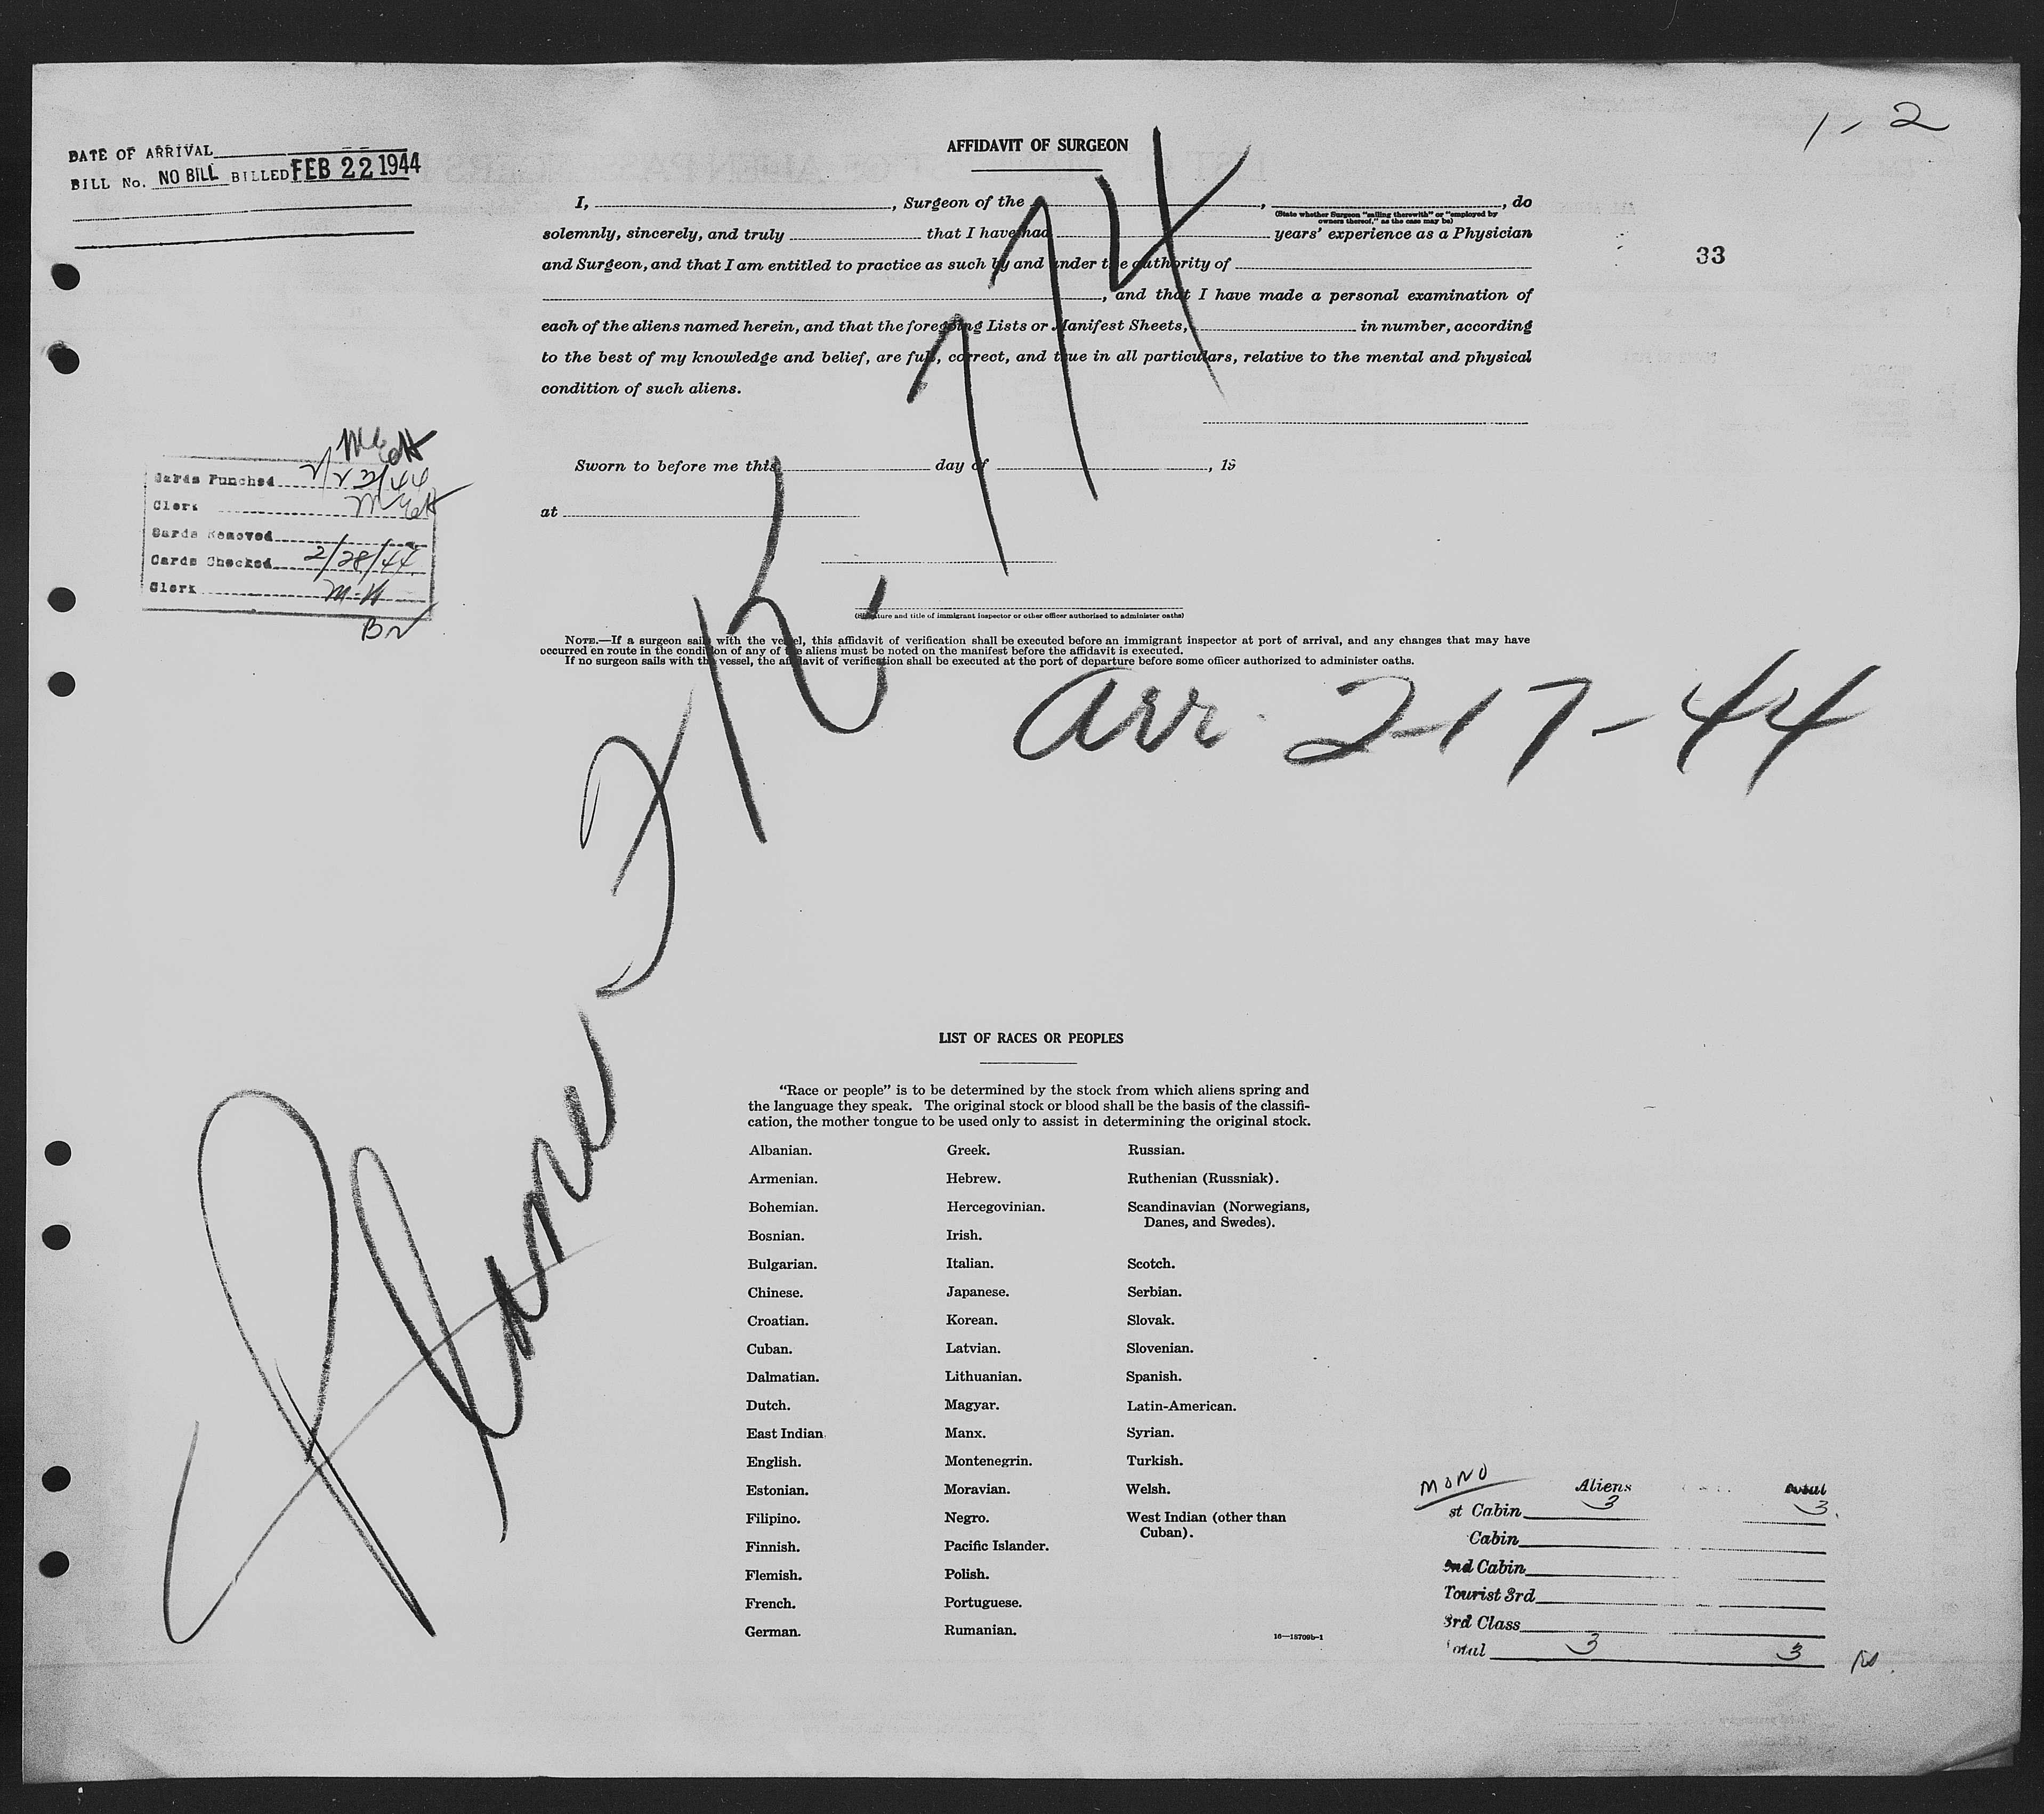 1 - 2
DATE OF ARRIVAL
BILL No. NO BILL BILLED FEB 22 1944
AFFIDAVIT OF SURGEON
I, , Surgeon of the , , do
(State whether Surgeon "sailing therewith" or "employed by
owners thereof," as the case may be)
solemnly, sincerely, and truly that I have had years' experience as a Physician
and Surgeon, and that I am entitled to practice as such by and under the authority of
, and that I have made a personal examination of
each of the aliens named herein, and that the foregoing Lists or Manifest Sheets, in number, according
to the best of my knowledge and belief, are full, correct, and true in all particulars, relative to the mental and physical
condition of such aliens.
33
Sworn to before me this day of , 19
at
(Signature and title of immigrant inspector or other officer authorized to administer oaths)
NOTE.—If a surgeon sails with the vessel, this affidavit of verification shall be executed before an immigrant inspector at port of arrival, and any changes that may have
occurred en route in the condition of any of the aliens must be noted on the manifest before the affidavit is executed.
If no surgeon sails with the vessel, the affidavit of verification shall be executed at the port of departure before some officer authorized to administer oaths.
Cards Punched
Clerk
Cards Removed
Cards Checked 2/28/44
Clerk M.H
Plane
774
Arr. 2-17-44
LIST OF RACES OR PEOPLES
"Race or people" is to be determined by the stock from which aliens spring and
the language they speak. The original stock or blood shall be the basis of the classifi-
cation, the mother tongue to be used only to assist in determining the original stock.
Albanian. Greek. Russian.
Armenian. Hebrew. Ruthenian (Russniak).
Bohemian. Hercegovinian. Scandinavian (Norwegians,
Danes, and Swedes).
Bosnian. Irish.
Bulgarian. Italian. Scotch.
Chinese. Japanese. Serbian.
Croatian. Korean. Slovak.
Cuban. Latvian. Slovenian.
Dalmatian. Lithuanian. Spanish.
Dutch. Magyar. Latin-American.
East Indian Manx. Syrian.
English. Montenegrin. Turkish.
Estonian. Moravian. Welsh.
Filipino. Negro. West Indian (other than
Cuban).
Finnish. Pacific Islander.
Flemish. Polish.
French. Portuguese.
German. Rumanian.
16—18709b-1
MONO Aliens
st Cabin 3 3.
Cabin
2nd Cabin
Tourist 3rd
3rd Class
otal 3 3